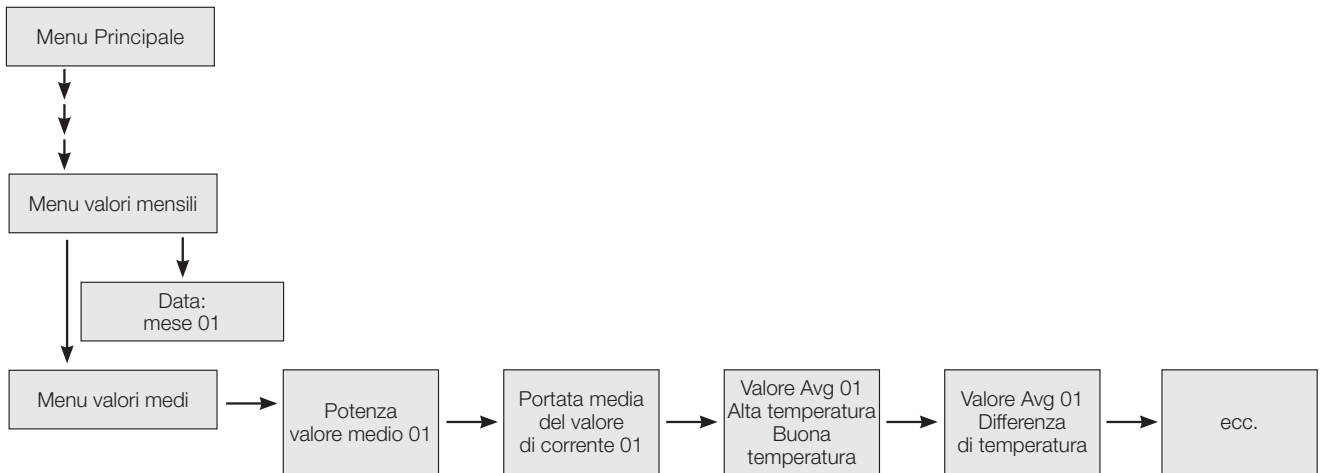 Menu Principale
Menu valori mensili
Data:
mese 01
Menu valori medi
Potenza
valore medio 01
Portata media
del valore
di corrente 01
Valore Avg 01
Alta temperatura
Buona
temperatura
Valore Avg 01
Differenza
di temperatura
ecc.